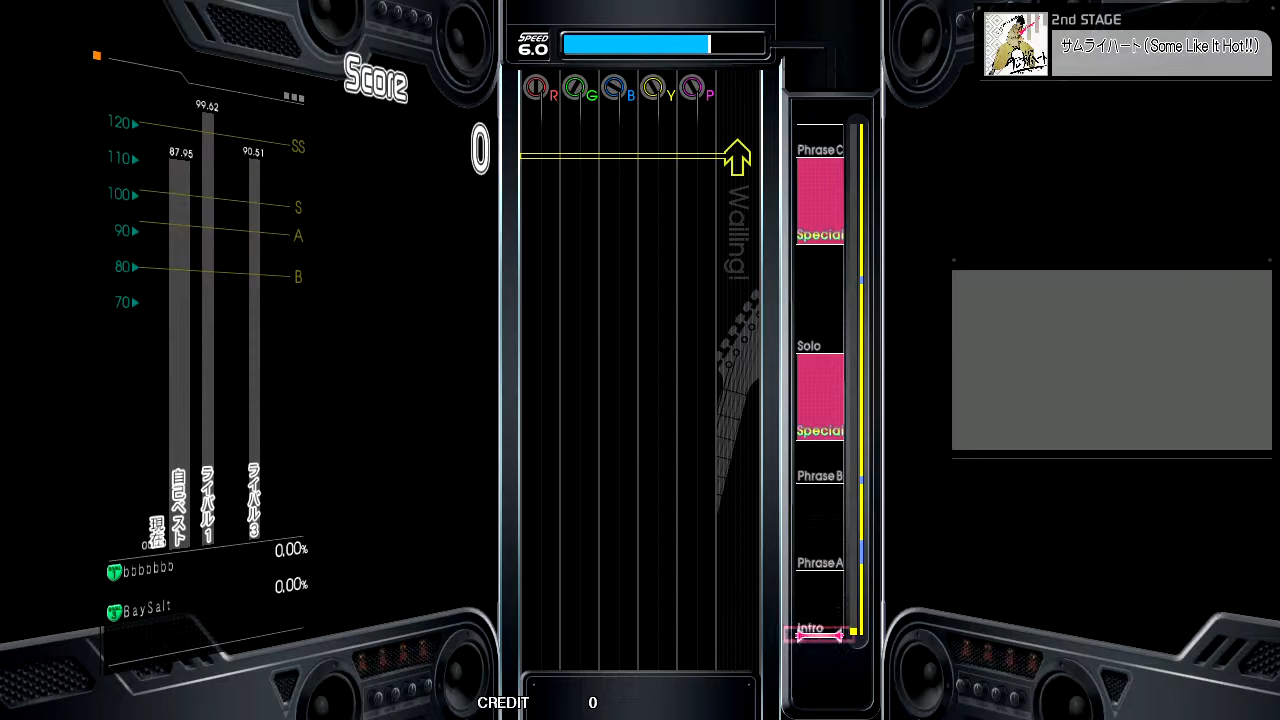 2nd STAGE
サムライハート(Some Like It Hot!!)
SPEED
6.0
Score
0
R G B Y P
Wailing!
120
110
100
90
80
70
SS
S
A
B
87.95
99.62
90.51
現在
自己ベスト
ライバル1
ライバル3
0.00%
bbbbbbb
0.00%
BaySalt
Phrase C
Special
Solo
Special
Phrase B
Phrase A
Intro
CREDIT 0